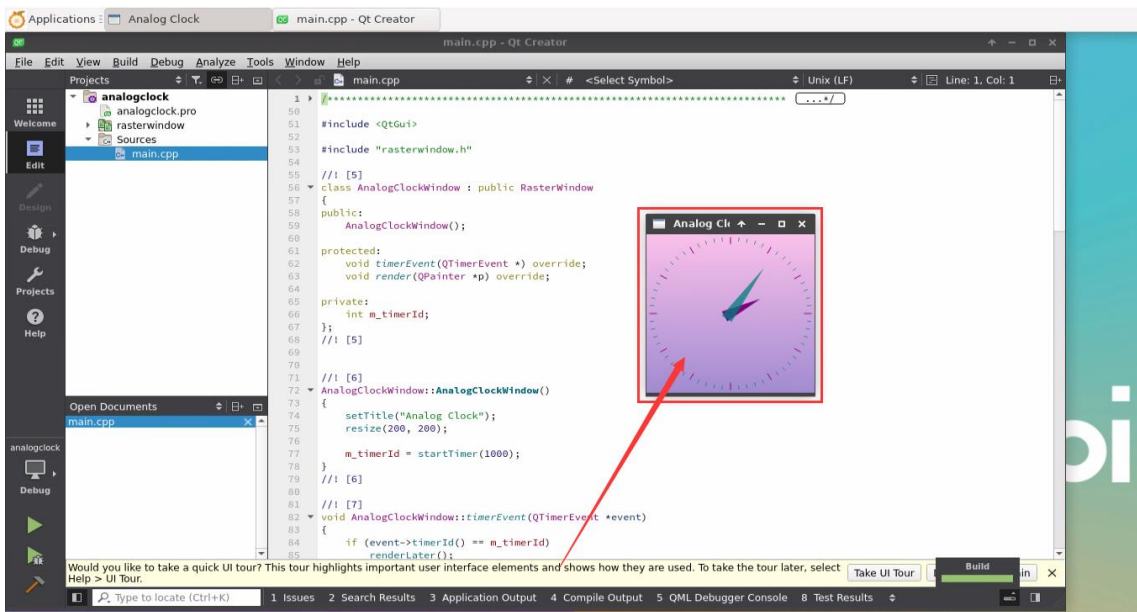 Applications
Analog Clock
main.cpp - Qt Creator
main.cpp - Qt Creator
File Edit View Build Debug Analyze Tools Window Help
Projects
main.cpp
# <Select Symbol>
Unix (LF)
Line: 1, Col: 1
Welcome
Edit
Design
Debug
Projects
Help
analogclock
Debug
analogclock
analogclock.pro
rasterwindow
Sources
main.cpp
Open Documents
main.cpp
1 /**************************************************************************** ...*/
50
51 #include <QtGui>
52
53 #include "rasterwindow.h"
54
55 //! [5]
56 class AnalogClockWindow : public RasterWindow
57 {
58 public:
59 AnalogClockWindow();
60
61 protected:
62 void timerEvent(QTimerEvent *) override;
63 void render(QPainter *p) override;
64
65 private:
66 int m_timerId;
67 };
68 //! [5]
69
70
71 //! [6]
72 AnalogClockWindow::AnalogClockWindow()
73 {
74 setTitle("Analog Clock");
75 resize(200, 200);
76
77 m_timerId = startTimer(1000);
78 }
79 //! [6]
80
81 //! [7]
82 void AnalogClockWindow::timerEvent(QTimerEvent *event)
83 {
84 if (event->timerId() == m_timerId)
85 renderLater();
Analog Cl
Would you like to take a quick UI tour? This tour highlights important user interface elements and shows how they are used. To take the tour later, select
Help > UI Tour.
Take UI Tour
Build
Type to locate (Ctrl+K)
1 Issues 2 Search Results 3 Application Output 4 Compile Output 5 QML Debugger Console 8 Test Results
pi